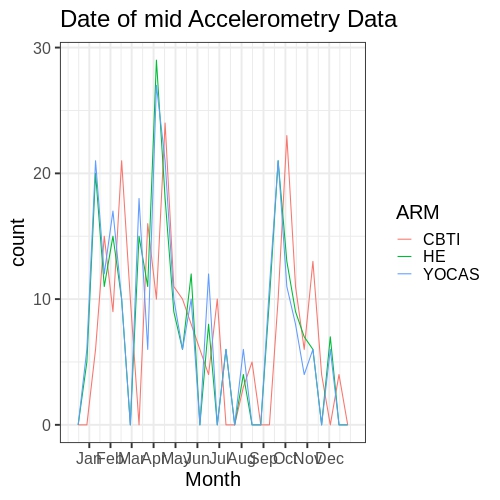 Date of mid Accelerometry Data
30
20
10
0
count
Jan Feb Mar Apr May Jun Jul Aug Sep Oct Nov Dec
Month
ARM
CBTI
HE
YOCAS